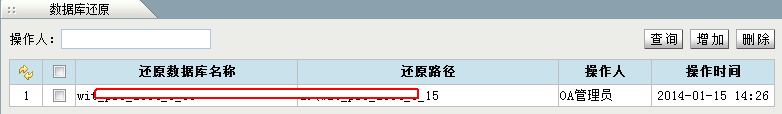 数据库还原
操作人：
查询 增加 删除
还原数据库名称 还原路径 操作人 操作时间
1 OA管理员 2014-01-15 14:26